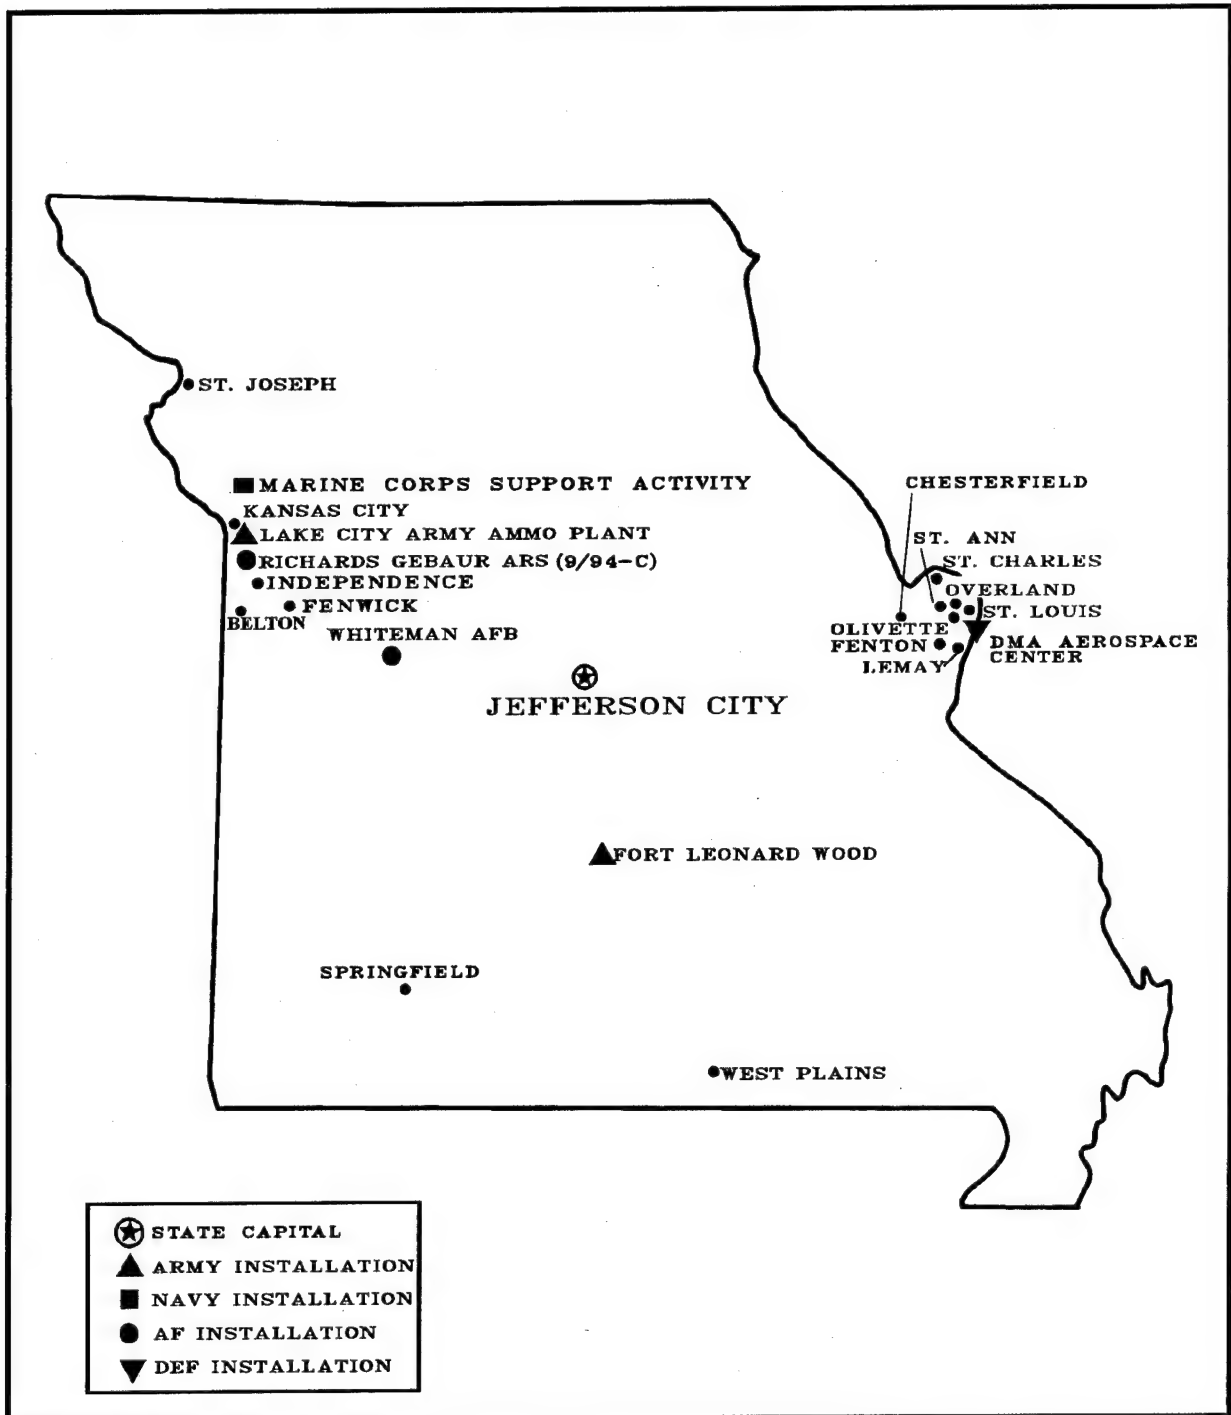 ST. JOSEPH
MARINE CORPS SUPPORT ACTIVITY
KANSAS CITY
LAKE CITY ARMY AMMO PLANT
RICHARDS GEBAUR ARS (9/94-C)
INDEPENDENCE
FENWICK
BELTON
WHITEMAN AFB
CHESTERFIELD
ST. ANN
ST. CHARLES
OVERLAND
ST. LOUIS
OLIVETTE
FENTON
LEMAY
DMA AEROSPACE
CENTER
JEFFERSON CITY
FORT LEONARD WOOD
SPRINGFIELD
WEST PLAINS
STATE CAPITAL
ARMY INSTALLATION
NAVY INSTALLATION
AF INSTALLATION
DEF INSTALLATION